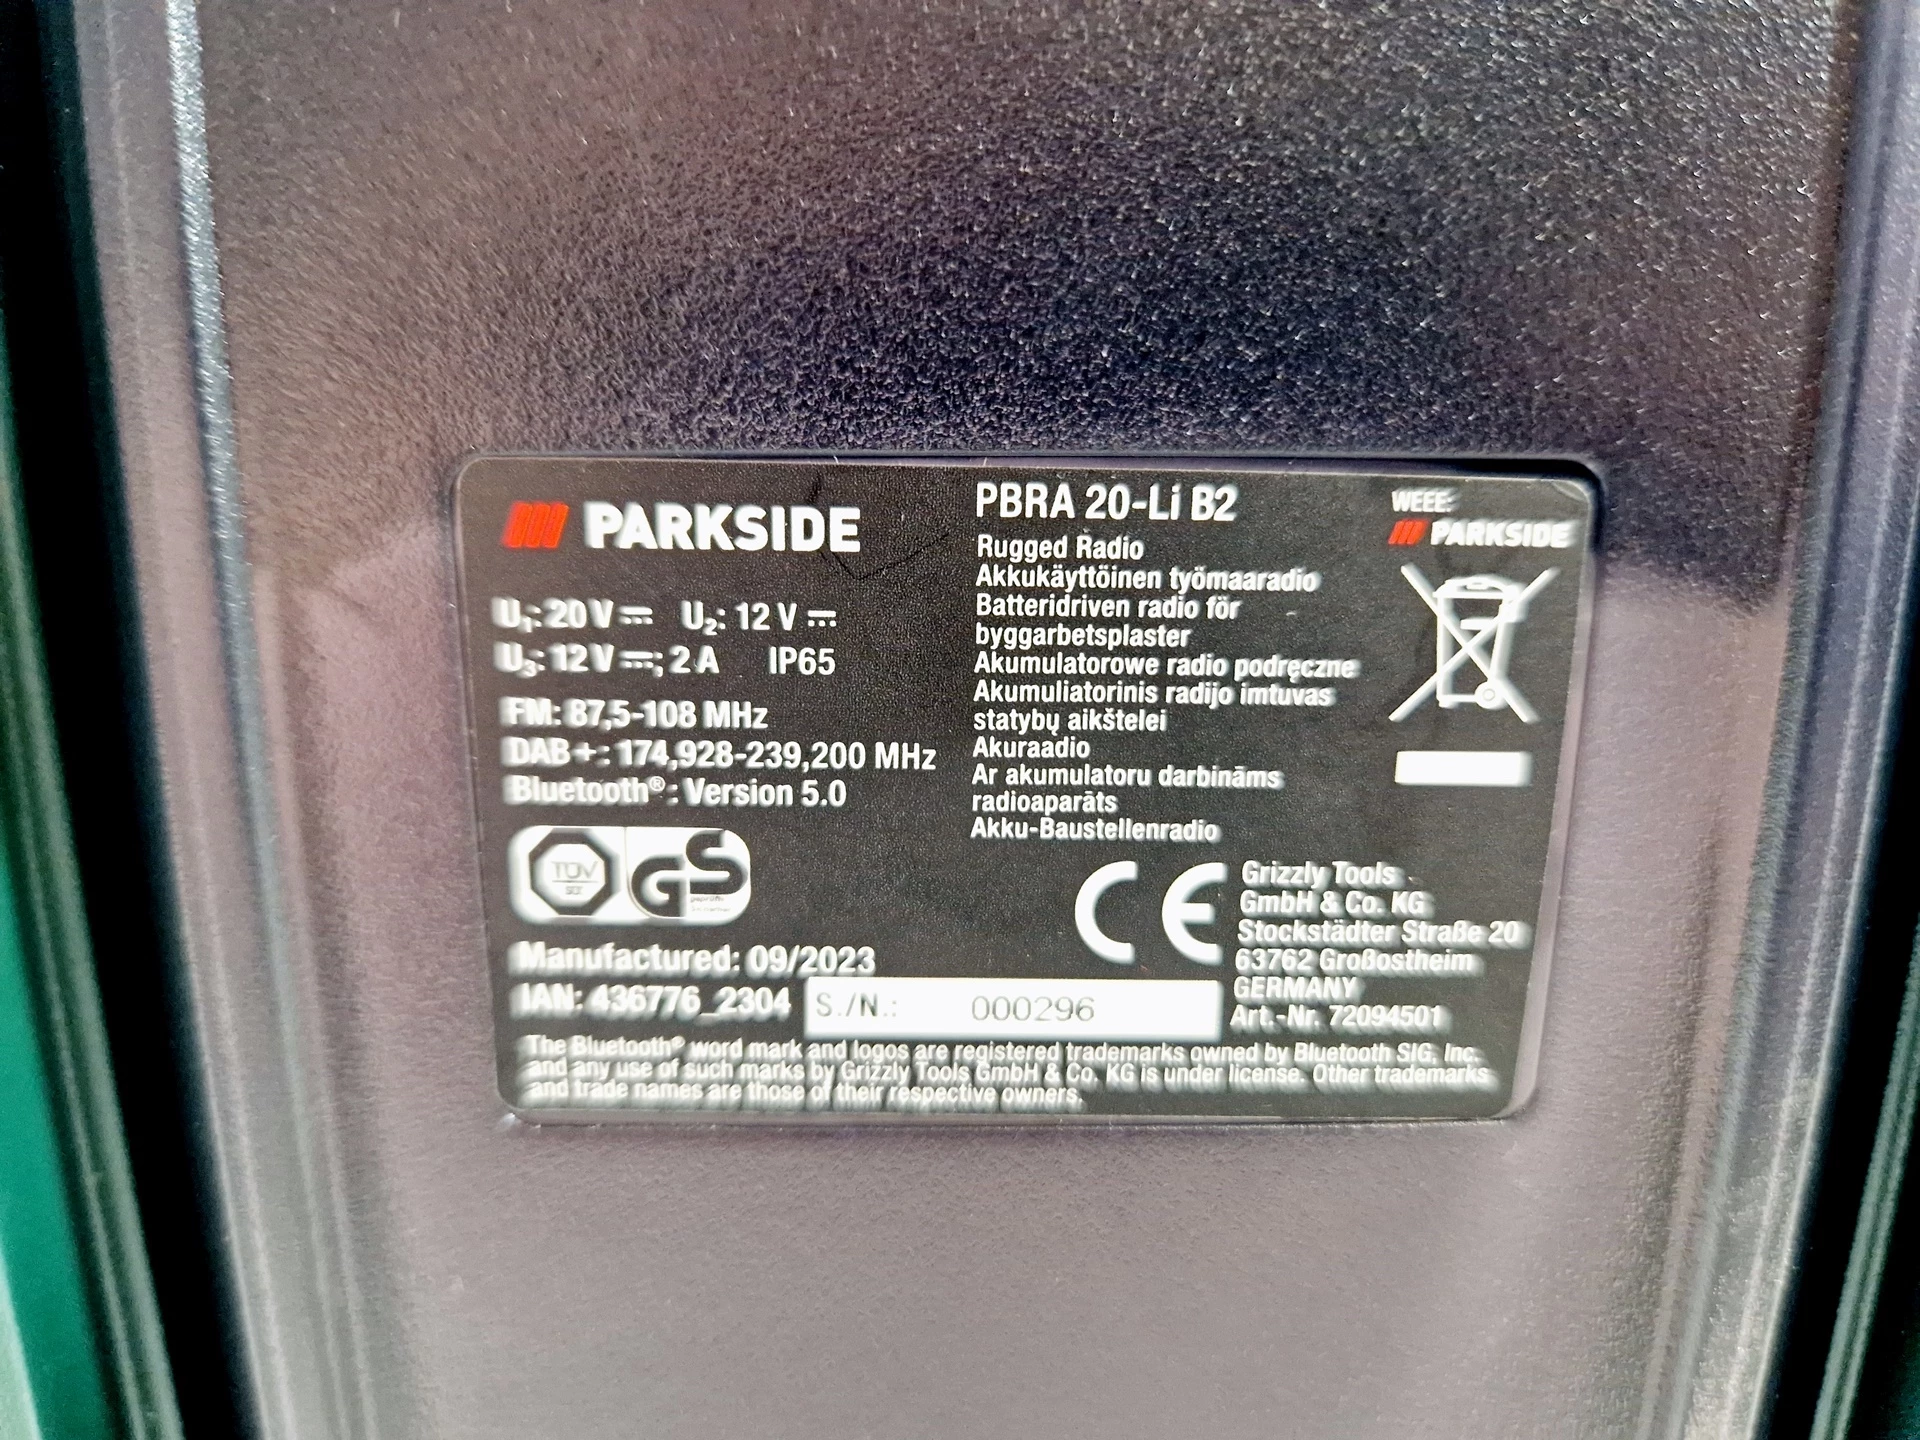 PARKSIDE
U₁: 20 V ⎓ U₂: 12 V ⎓
U₃: 12 V ⎓; 2 A IP65
FM: 87,5-108 MHz
DAB+: 174,928-239,200 MHz
Bluetooth®: Version 5.0
PBRA 20-Li B2
Rugged Radio
Akkukäyttöinen työmaaradio
Batteridriven radio för
byggarbetsplaster
Akumulatorowe radio podręczne
Akumuliatorinis radijo imtuvas
statybų aikštelei
Akuraadio
Ar akumulatoru darbināms
radioaparāts
Akku-Baustellenradio
WEEE:
PARKSIDE
TÜV
GS
geprüfte
CE
Grizzly Tools
GmbH & Co. KG
Stockstädter Straße 20
63762 Großostheim
GERMANY
Art.-Nr. 72094501
Manufactured: 09/2023
IAN: 436776_2304
S./N.: 000296
The Bluetooth® word mark and logos are registered trademarks owned by Bluetooth SIG, Inc.
and any use of such marks by Grizzly Tools GmbH & Co. KG is under license. Other trademarks
and trade names are those of their respective owners.